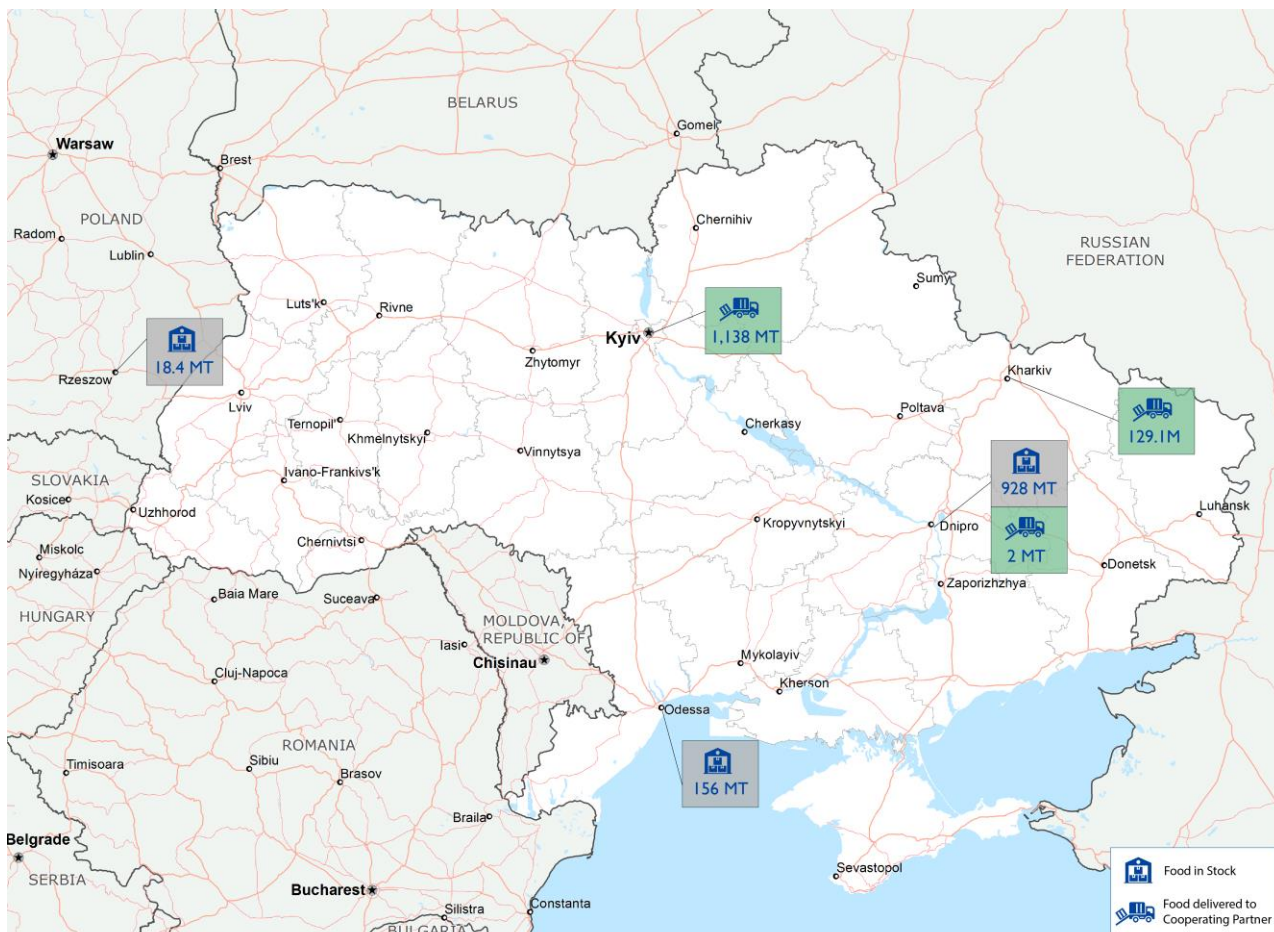 BELARUS
Gomel
Warsaw
Brest
POLAND
Radom
Lublin
Chernihiv
RUSSIAN
FEDERATION
Sumy
Luts'k
Rivne
Kyiv
1,138 MT
Zhytomyr
18.4 MT
Rzeszow
Lviv
Kharkiv
129.1M
Ternopil'
Khmelnytskyi
Cherkasy
Poltava
Vinnytsya
Ivano-Frankivs'k
928 MT
SLOVAKIA
Kosice
Uzhhorod
Kropyvnytskyi
Dnipro
2 MT
Luhansk
Chernivtsi
Miskolc
Nyíregyháza
Donetsk
Zaporizhzhya
Baia Mare
Suceava
HUNGARY
MOLDOVA,
REPUBLIC OF
Iasi
Chisinau
Mykolayiv
Cluj-Napoca
Kherson
Odessa
ROMANIA
Timisoara
Sibiu
Brasov
156 MT
Braila
Belgrade
SERBIA
Sevastopol
Bucharest
Silistra
Constanta
BULGARIA
Food in Stock
Food delivered to
Cooperating Partner